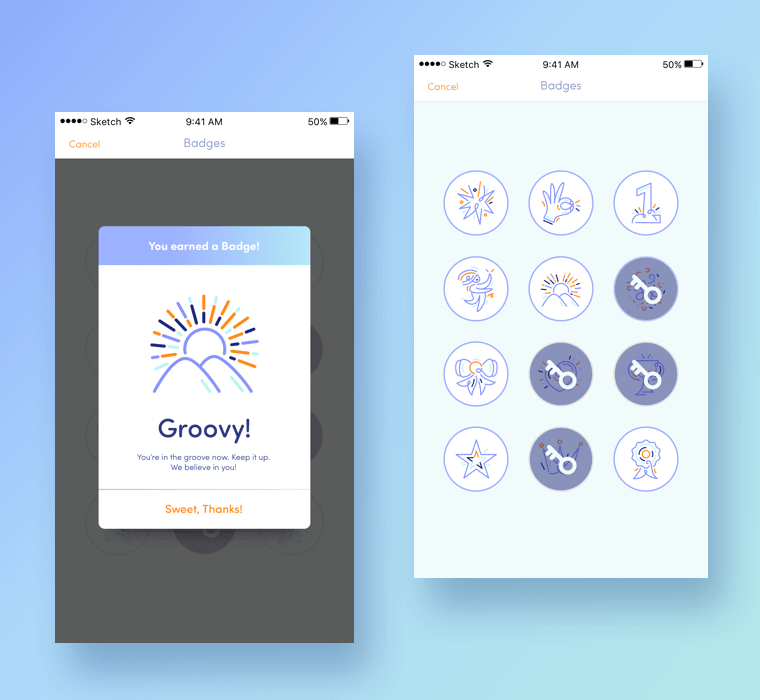 Sketch 9:41 AM 50%
Cancel Badges
You earned a Badge!
Groovy!
You're in the groove now. Keep it up.
We believe in you!
Sweet, Thanks!
Sketch 9:41 AM 50%
Cancel Badges
1